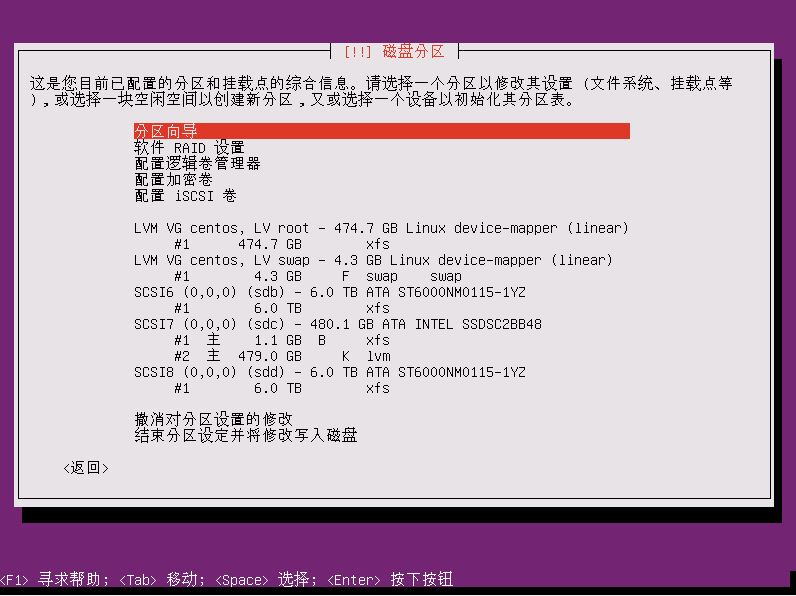 [!!] 磁盘分区
这是您目前已配置的分区和挂载点的综合信息。请选择一个分区以修改其设置 (文件系统、挂载点等
),或选择一块空闲空间以创建新分区,又或选择一个设备以初始化其分区表。
分区向导
软件 RAID 设置
配置逻辑卷管理器
配置加密卷
配置 iSCSI 卷
LVM VG centos, LV root - 474.7 GB Linux device-mapper (linear)
#1 474.7 GB xfs
LVM VG centos, LV swap - 4.3 GB Linux device-mapper (linear)
#1 4.3 GB F swap swap
SCSI6 (0,0,0) (sdb) - 6.0 TB ATA ST6000NM0115-1YZ
#1 6.0 TB xfs
SCSI7 (0,0,0) (sdc) - 480.1 GB ATA INTEL SSDSC2BB48
#1 主 1.1 GB B xfs
#2 主 479.0 GB K lvm
SCSI8 (0,0,0) (sdd) - 6.0 TB ATA ST6000NM0115-1YZ
#1 6.0 TB xfs
撤消对分区设置的修改
结束分区设定并将修改写入磁盘
<返回>
<F1> 寻求帮助; <Tab> 移动; <Space> 选择; <Enter> 按下按钮